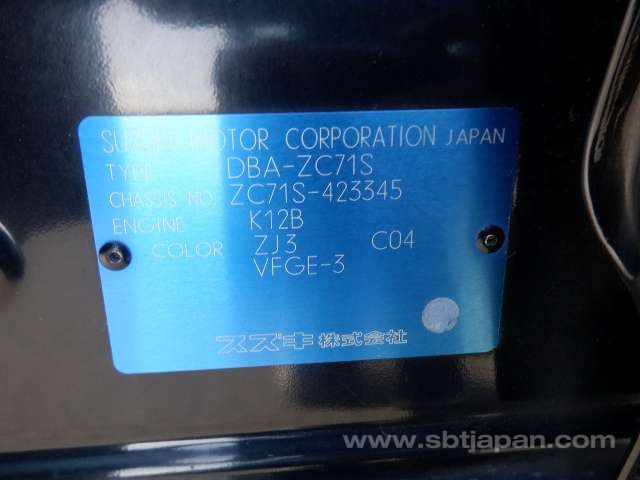 SUZUKI MOTOR CORPORATION JAPAN
TYPE DBA-ZC71S
CHASSIS NO. ZC71S-423345
ENGINE K12B
COLOR ZJ3 C04
VFGE-3
スズキ株式会社
www.sbtjapan.com